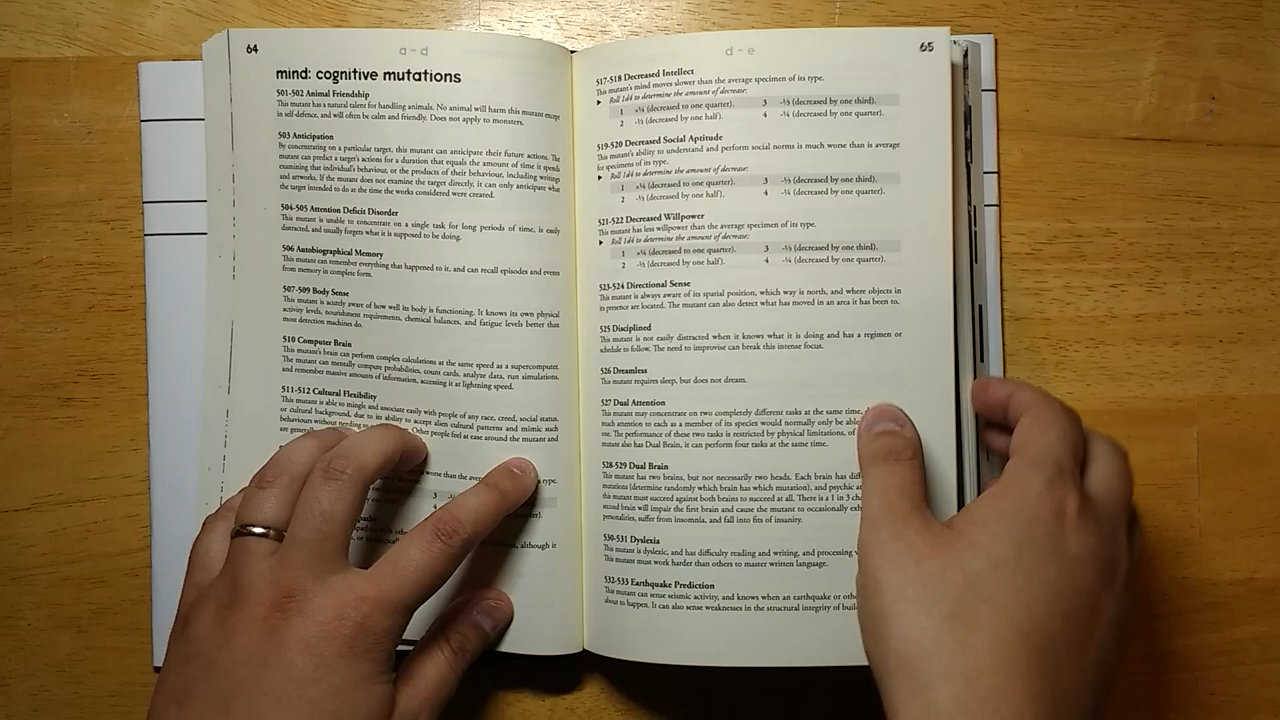 64
a – d
mind: cognitive mutations
501-502 Animal Friendship
This mutant has a natural talent for handling animals. No animal will harm this mutant except
in self-defence, and will often be calm and friendly. Does not apply to monsters.
503 Anticipation
By concentrating on a particular target, this mutant can anticipate their future actions. The
mutant can predict a target's actions for a duration that equals the amount of time it spends
examining that individual's behaviour, or the products of their behaviour, including writings
and artworks. If the mutant does not examine the target directly, it can only anticipate what
the target intended to do at the time the works considered were created.
504-505 Attention Deficit Disorder
This mutant is unable to concentrate on a single task for long periods of time, is easily
distracted, and usually forgets what it is supposed to be doing.
506 Autobiographical Memory
This mutant can remember everything that happened to it, and can recall episodes and events
from memory in complete form.
507-509 Body Sense
This mutant is acutely aware of how well its body is functioning. It knows its own physical
activity levels, nourishment requirements, chemical balances, and fatigue levels better than
most detection machines do.
510 Computer Brain
This mutant's brain can perform complex calculations at the same speed as a supercomputer.
The mutant can mentally compute probabilities, count cards, analyze data, run simulations,
and remember massive amounts of information, accessing it at lightning speed.
511-512 Cultural Flexibility
This mutant is able to mingle and associate easily with people of any race, creed, social status,
or cultural background, due to its ability to accept alien cultural patterns and mimic such
behaviours without needing to Other people feel at ease around the mutant and
are
worse than the type.
3
4
although it
d – e
65
517-518 Decreased Intellect
This mutant's mind moves slower than the average specimen of its type.
▶ Roll 1d4 to determine the amount of decrease:
1 ×¼ (decreased to one quarter). 3 -⅓ (decreased by one third).
2 -½ (decreased by one half). 4 -¼ (decreased by one quarter).
519-520 Decreased Social Aptitude
This mutant's ability to understand and perform social norms is much worse than is average
for specimens of its type.
▶ Roll 1d4 to determine the amount of decrease:
1 ×¼ (decreased to one quarter). 3 -⅓ (decreased by one third).
2 -½ (decreased by one half). 4 -¼ (decreased by one quarter).
521-522 Decreased Willpower
This mutant has less willpower than the average specimen of its type.
▶ Roll 1d4 to determine the amount of decrease:
1 ×¼ (decreased to one quarter). 3 -⅓ (decreased by one third).
2 -½ (decreased by one half). 4 -¼ (decreased by one quarter).
523-524 Directional Sense
This mutant is always aware of its spatial position, which way is north, and where objects in
its presence are located. The mutant can also detect what has moved in an area it has been to.
525 Disciplined
This mutant is not easily distracted when it knows what it is doing and has a regimen or
schedule to follow. The need to improvise can break this intense focus.
526 Dreamless
This mutant requires sleep, but does not dream.
527 Dual Attention
This mutant may concentrate on two completely different tasks at the same time,
much attention to each as a member of its species would normally only be able
one. The performance of these two tasks is restricted by physical limitations, of
mutant also has Dual Brain, it can perform four tasks at the same time.
528-529 Dual Brain
This mutant has two brains, but not necessarily two heads. Each brain has
mutations (determine randomly which brain has which mutation), and psychic
this mutant must succeed against both brains to succeed at all. There is a 1 in 3
second brain will impair the first brain and cause the mutant to occasionally
personalities, suffer from insomnia, and fall into fits of insanity.
530-531 Dyslexia
This mutant is dyslexic, and has difficulty reading and writing, and processing
This mutant must work harder than others to master written language.
532-533 Earthquake Prediction
This mutant can sense seismic activity, and knows when an earthquake or
about to happen. It can also sense weaknesses in the structural integrity of